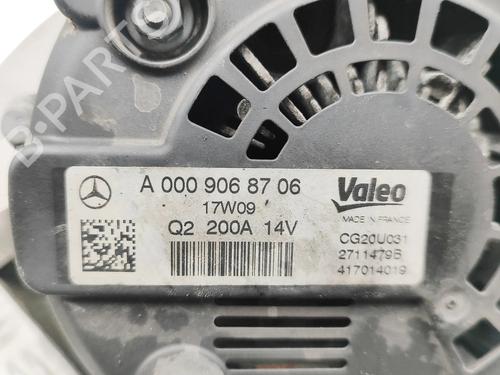 B-PARTS
A 000 906 87 06
17W09
Q2 200A 14V
Valeo
MADE IN FRANCE
CG20U031
2711479B
417014019